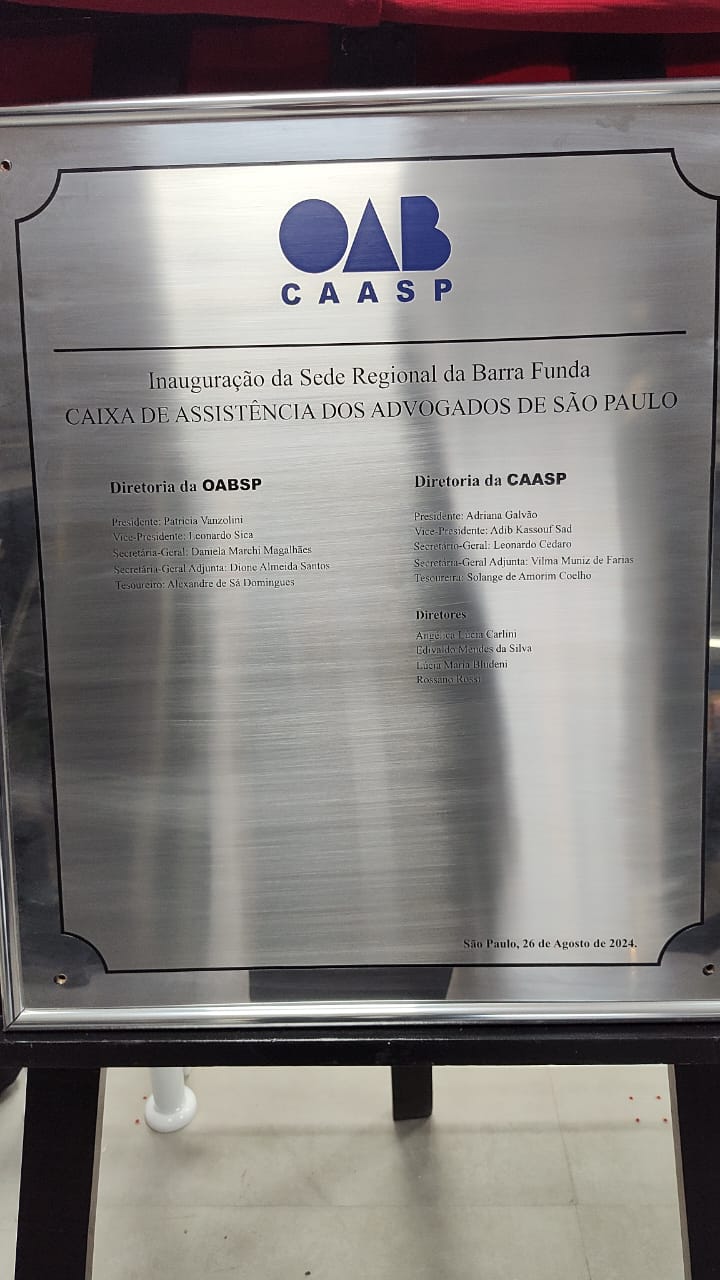 OAB
CAASP
Inauguração da Sede Regional da Barra Funda
CAIXA DE ASSISTÊNCIA DOS ADVOGADOS DE SÃO PAULO
Diretoria da OABSP
Presidente: Patricia Vanzolini
Vice-Presidente: Leonardo Sica
Secretária-Geral: Daniela Marchi Magalhães
Secretária-Geral Adjunta: Dione Almeida Santos
Tesoureiro: Alexandre de Sá Domingues
Diretoria da CAASP
Presidente: Adriana Galvão
Vice-Presidente: Adib Kassouf Sad
Secretário-Geral: Leonardo Cedaro
Secretária-Geral Adjunta: Vilma Muniz de Farias
Tesoureira: Solange de Amorim Coelho
Diretores
Angélica Lúcia Carlini
Edivaldo Mendes da Silva
Lúcia Maria Bludeni
Rossano Rossi
São Paulo, 26 de Agosto de 2024.